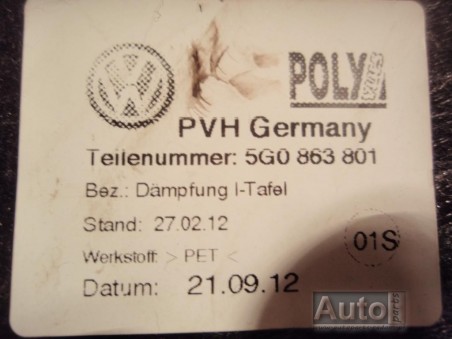 POLY
PVH Germany
Teilenummer: 5G0 863 801
Bez.: Dämpfung I-Tafel
Stand: 27.02.12
Werkstoff: > PET <
01S
Datum: 21.09.12
Auto parts